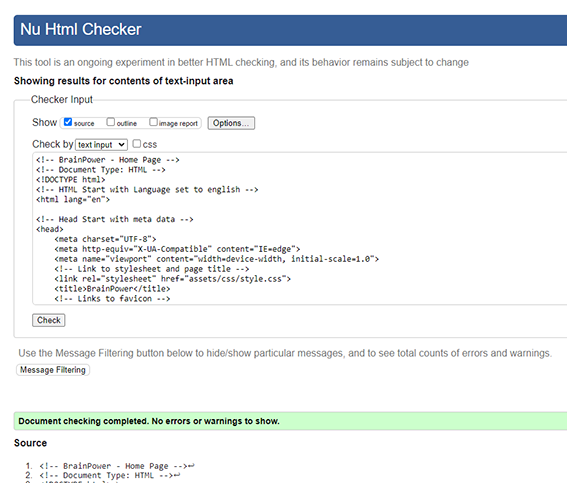 Nu Html Checker
This tool is an ongoing experiment in better HTML checking, and its behavior remains subject to change
Showing results for contents of text-input area
Checker Input
Show source outline image report Options...
Check by text input css
<!-- BrainPower - Home Page -->
<!-- Document Type: HTML -->
<!DOCTYPE html>
<!-- HTML Start with Language set to english -->
<html lang="en">
<!-- Head Start with meta data -->
<head>
<meta charset="UTF-8">
<meta http-equiv="X-UA-Compatible" content="IE=edge">
<meta name="viewport" content="width=device-width, initial-scale=1.0">
<!-- Link to stylesheet and page title -->
<link rel="stylesheet" href="assets/css/style.css">
<title>BrainPower</title>
<!-- Links to favicon -->
Check
Use the Message Filtering button below to hide/show particular messages, and to see total counts of errors and warnings.
Message Filtering
Document checking completed. No errors or warnings to show.
Source
1. <!-- BrainPower - Home Page -->↩
2. <!-- Document Type: HTML -->↩